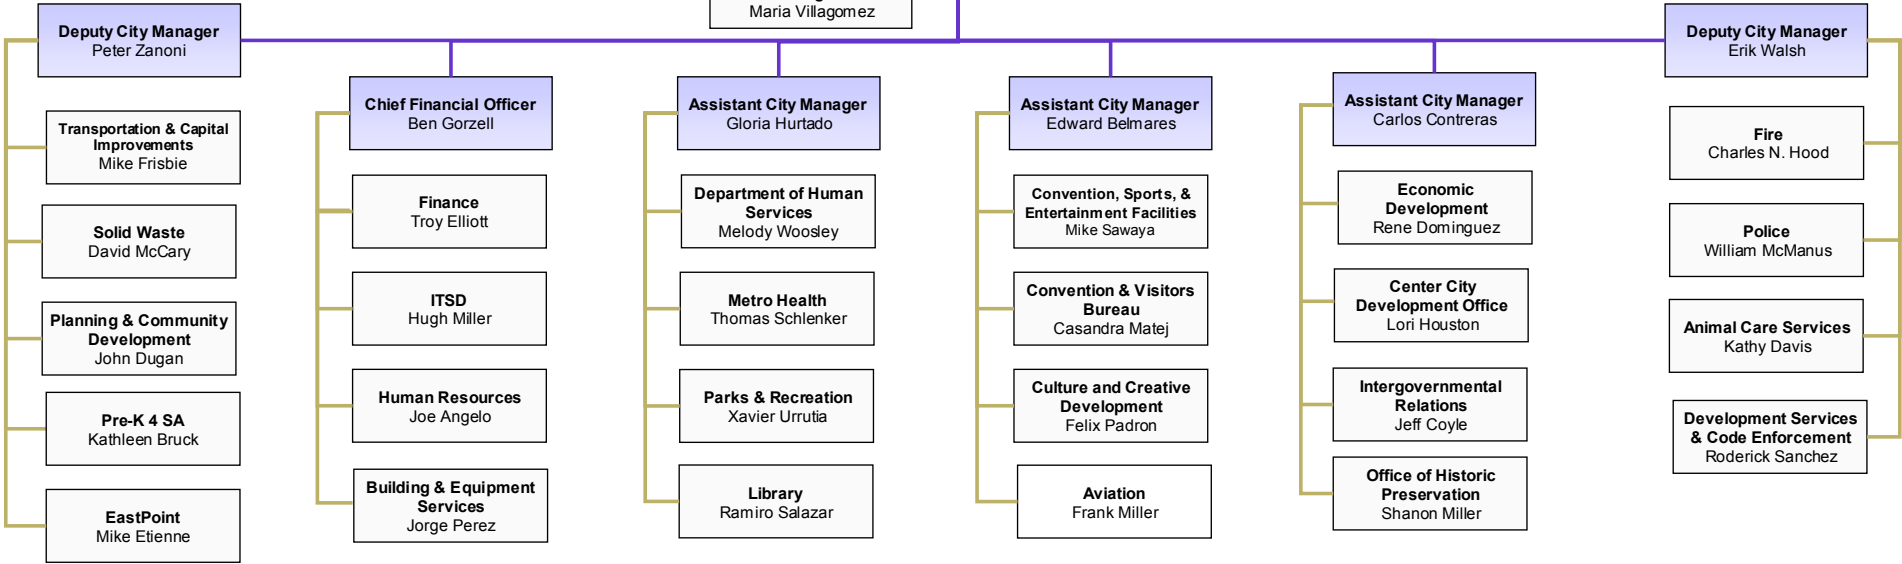 Maria Villagomez
Deputy City Manager
Peter Zanoni
Transportation & Capital
Improvements
Mike Frisbie
Solid Waste
David McCary
Planning & Community
Development
John Dugan
Pre-K 4 SA
Kathleen Bruck
EastPoint
Mike Etienne
Chief Financial Officer
Ben Gorzell
Finance
Troy Elliott
ITSD
Hugh Miller
Human Resources
Joe Angelo
Building & Equipment
Services
Jorge Perez
Assistant City Manager
Gloria Hurtado
Department of Human
Services
Melody Woosley
Metro Health
Thomas Schlenker
Parks & Recreation
Xavier Urrutia
Library
Ramiro Salazar
Assistant City Manager
Edward Belmares
Convention, Sports, &
Entertainment Facilities
Mike Sawaya
Convention & Visitors
Bureau
Casandra Matej
Culture and Creative
Development
Felix Padron
Aviation
Frank Miller
Assistant City Manager
Carlos Contreras
Economic
Development
Rene Dominguez
Center City
Development Office
Lori Houston
Intergovernmental
Relations
Jeff Coyle
Office of Historic
Preservation
Shanon Miller
Deputy City Manager
Erik Walsh
Fire
Charles N. Hood
Police
William McManus
Animal Care Services
Kathy Davis
Development Services
& Code Enforcement
Roderick Sanchez